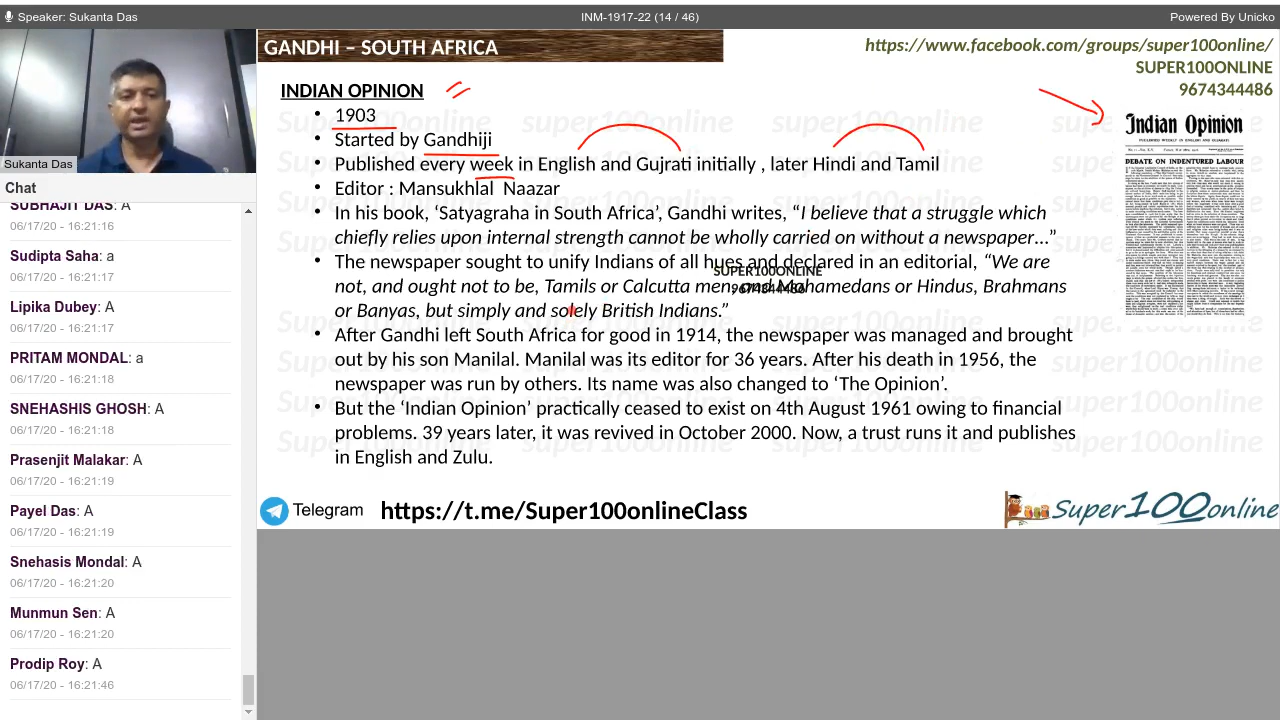 Speaker: Sukanta Das
INM-1917-22 (14 / 46)
Powered By Unicko
Sukanta Das
Chat
SUBHAJIT DAS: A
06/17/20 - 16:21:16
Sudipta Saha: a
06/17/20 - 16:21:17
Lipika Dubey: A
06/17/20 - 16:21:17
PRITAM MONDAL: a
06/17/20 - 16:21:18
SNEHASHIS GHOSH: A
06/17/20 - 16:21:18
Prasenjit Malakar: A
06/17/20 - 16:21:19
Payel Das: A
06/17/20 - 16:21:19
Snehasis Mondal: A
06/17/20 - 16:21:20
Munmun Sen: A
06/17/20 - 16:21:20
Prodip Roy: A
06/17/20 - 16:21:46
GANDHI – SOUTH AFRICA
https://www.facebook.com/groups/super100online/
SUPER100ONLINE
9674344486
INDIAN OPINION
• 1903
• Started by Gandhiji
• Published every week in English and Gujrati initially , later Hindi and Tamil
• Editor : Mansukhlal Naazar
• In his book, ‘Satyagraha in South Africa’, Gandhi writes, “I believe that a struggle which
chiefly relies upon internal strength cannot be wholly carried on without a newspaper…”
• The newspaper sought to unify Indians of all hues and declared in an editorial, “We are
not, and ought not to be, Tamils or Calcutta men, and Mahomedans or Hindus, Brahmans
or Banyas, but simply and solely British Indians.”
• After Gandhi left South Africa for good in 1914, the newspaper was managed and brought
out by his son Manilal. Manilal was its editor for 36 years. After his death in 1956, the
newspaper was run by others. Its name was also changed to ‘The Opinion’.
• But the ‘Indian Opinion’ practically ceased to exist on 4th August 1961 owing to financial
problems. 39 years later, it was revived in October 2000. Now, a trust runs it and publishes
in English and Zulu.
SUPER100ONLINE
9674344486
Indian Opinion
DEBATE ON INDENTURED LABOUR
Telegram
https://t.me/Super100onlineClass
Super100online